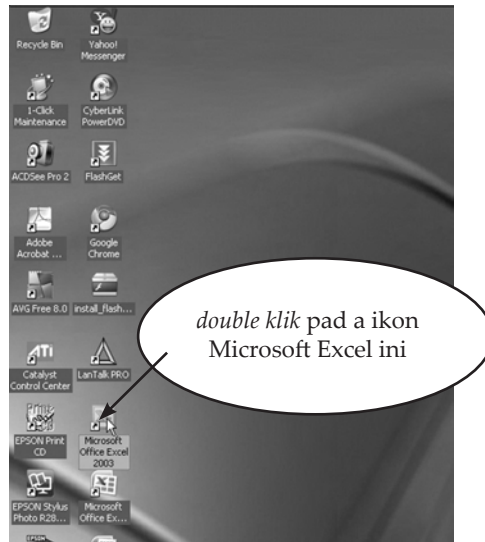 Recycle Bin
Yahoo!
Messenger
1-Click
Maintenance
CyberLink
PowerDVD
ACDSee Pro 2
FlashGet
Adobe
Acrobat ...
Google
Chrome
AVG Free 8.0
install_flash...
double klik pad a ikon
Microsoft Excel ini
Catalyst
Control Center
LanTalk PRO
EPSON Print
CD
Microsoft
Office Excel
2003
EPSON Stylus
Photo R28...
Microsoft
Office Ex...